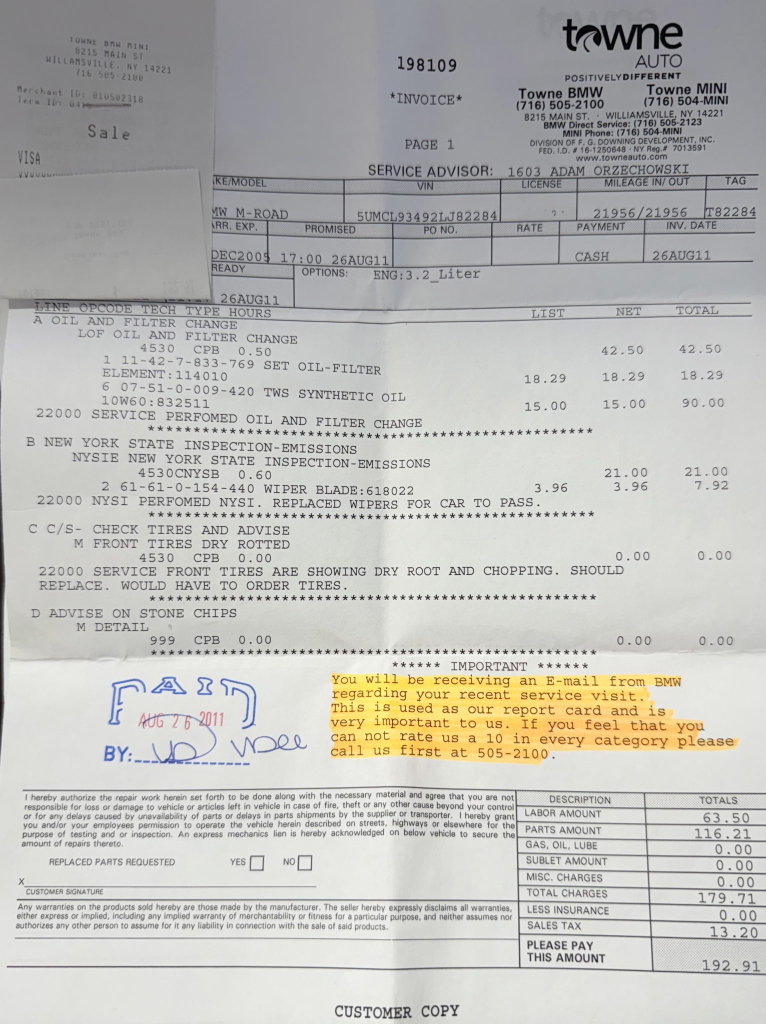 TOWNE BMW MINI
8215 MAIN ST
WILLIAMSVILLE, NY 14221
716-505-2100
Merchant ID: 010502318
Term ID:
Sale
VISA
towne
AUTO
POSITIVELYDIFFERENT
198109
*INVOICE*
PAGE 1
Towne BMW Towne MINI
(716) 505-2100 (716) 504-MINI
8215 MAIN ST. · WILLIAMSVILLE, NY 14221
BMW Direct Service: (716) 505-2123
MINI Phone: (716) 504-MINI
DIVISION OF F. G. DOWNING DEVELOPMENT, INC.
FED. I.D. # 16-1250648 · NY Reg.# 7013591
www.towneauto.com
SERVICE ADVISOR: 1603 ADAM ORZECHOWSKI
KE/MODEL VIN LICENSE MILEAGE IN/ OUT TAG
MW M-ROAD 5UMCL93492LJ82284 21956/21956 T82284
ARR. EXP. PROMISED PO NO. RATE PAYMENT INV. DATE
DEC2005 17:00 26AUG11 CASH 26AUG11
READY OPTIONS: ENG:3.2_Liter
26AUG11
LINE OPCODE TECH TYPE HOURS LIST NET TOTAL
A OIL AND FILTER CHANGE
LOF OIL AND FILTER CHANGE
4530 CPB 0.50 42.50 42.50
1 11-42-7-833-769 SET OIL-FILTER
ELEMENT:114010 18.29 18.29 18.29
6 07-51-0-009-420 TWS SYNTHETIC OIL
10W60:832511 15.00 15.00 90.00
22000 SERVICE PERFOMED OIL AND FILTER CHANGE
****************************************************
B NEW YORK STATE INSPECTION-EMISSIONS
NYSIE NEW YORK STATE INSPECTION-EMISSIONS
4530CNYSB 0.60 21.00 21.00
2 61-61-0-154-440 WIPER BLADE:618022 3.96 3.96 7.92
22000 NYSI PERFOMED NYSI. REPLACED WIPERS FOR CAR TO PASS.
****************************************************
C C/S- CHECK TIRES AND ADVISE
M FRONT TIRES DRY ROTTED
4530 CPB 0.00 0.00 0.00
22000 SERVICE FRONT TIRES ARE SHOWING DRY ROOT AND CHOPPING. SHOULD
REPLACE. WOULD HAVE TO ORDER TIRES.
****************************************************
D ADVISE ON STONE CHIPS
M DETAIL
999 CPB 0.00 0.00 0.00
****************************************************
****** IMPORTANT ******
You will be receiving an E-mail from BMW
regarding your recent service visit.
This is used as our report card and is
very important to us. If you feel that you
can not rate us a 10 in every category please
call us first at 505-2100.
PAID
AUG 26 2011
BY:
I hereby authorize the repair work herein set forth to be done along with the necessary material and agree that you are not
responsible for loss or damage to vehicle or articles left in vehicle in case of fire, theft or any other cause beyond your control
or for any delays caused by unavailability of parts or delays in parts shipments by the supplier or transporter. I hereby grant
you and/or your employees permission to operate the vehicle herein described on streets, highways or elsewhere for the
purpose of testing and or inspection. An express mechanics lien is hereby acknowledged on below vehicle to secure the
amount of repairs thereto.
REPLACED PARTS REQUESTED YES NO
X
CUSTOMER SIGNATURE
Any warranties on the products sold hereby are those made by the manufacturer. The seller hereby expressly disclaims all warranties,
either express or implied, including any implied warranty of merchantability or fitness for a particular purpose, and neither assumes nor
authorizes any other person to assume for it any liability in connection with the sale of said products.
DESCRIPTION TOTALS
LABOR AMOUNT 63.50
PARTS AMOUNT 116.21
GAS, OIL, LUBE 0.00
SUBLET AMOUNT 0.00
MISC. CHARGES 0.00
TOTAL CHARGES 179.71
LESS INSURANCE 0.00
SALES TAX 13.20
PLEASE PAY
THIS AMOUNT 192.91
CUSTOMER COPY